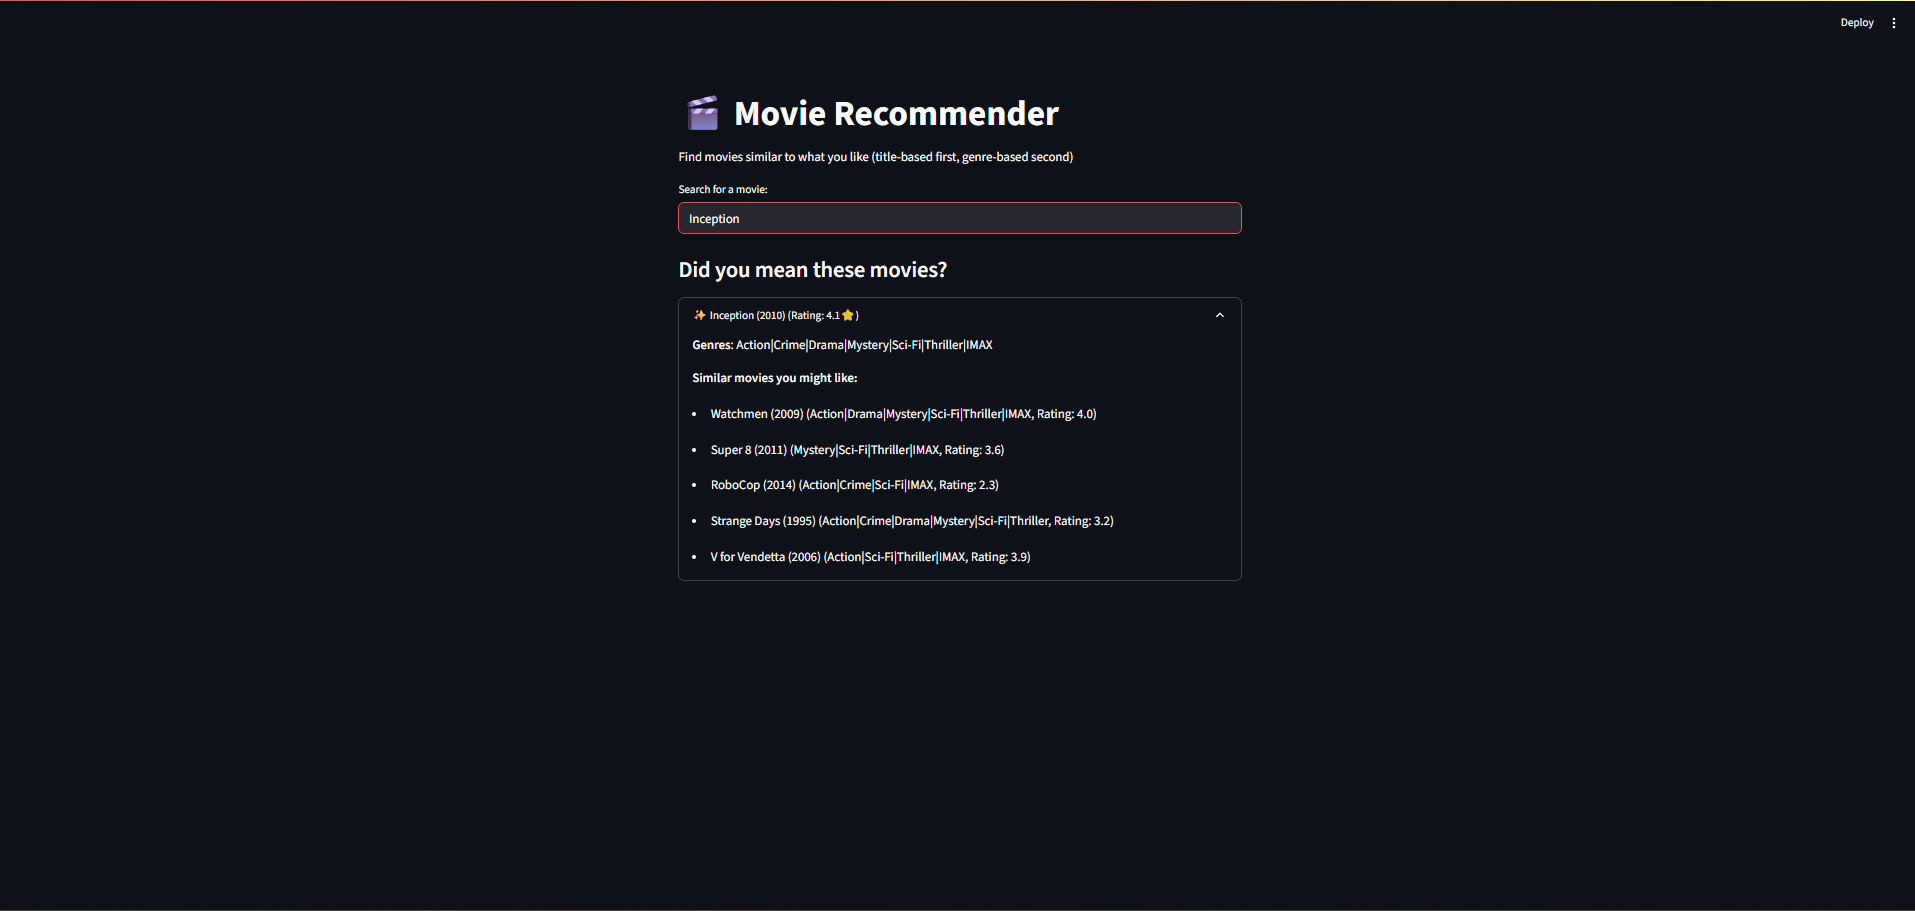 Deploy
Movie Recommender
Find movies similar to what you like (title-based first, genre-based second)
Search for a movie:
Inception
Did you mean these movies?
✨ Inception (2010) (Rating: 4.1⭐)
Genres: Action|Crime|Drama|Mystery|Sci-Fi|Thriller|IMAX
Similar movies you might like:
• Watchmen (2009) (Action|Drama|Mystery|Sci-Fi|Thriller|IMAX, Rating: 4.0)
• Super 8 (2011) (Mystery|Sci-Fi|Thriller|IMAX, Rating: 3.6)
• RoboCop (2014) (Action|Crime|Sci-Fi|IMAX, Rating: 2.3)
• Strange Days (1995) (Action|Crime|Drama|Mystery|Sci-Fi|Thriller, Rating: 3.2)
• V for Vendetta (2006) (Action|Sci-Fi|Thriller|IMAX, Rating: 3.9)